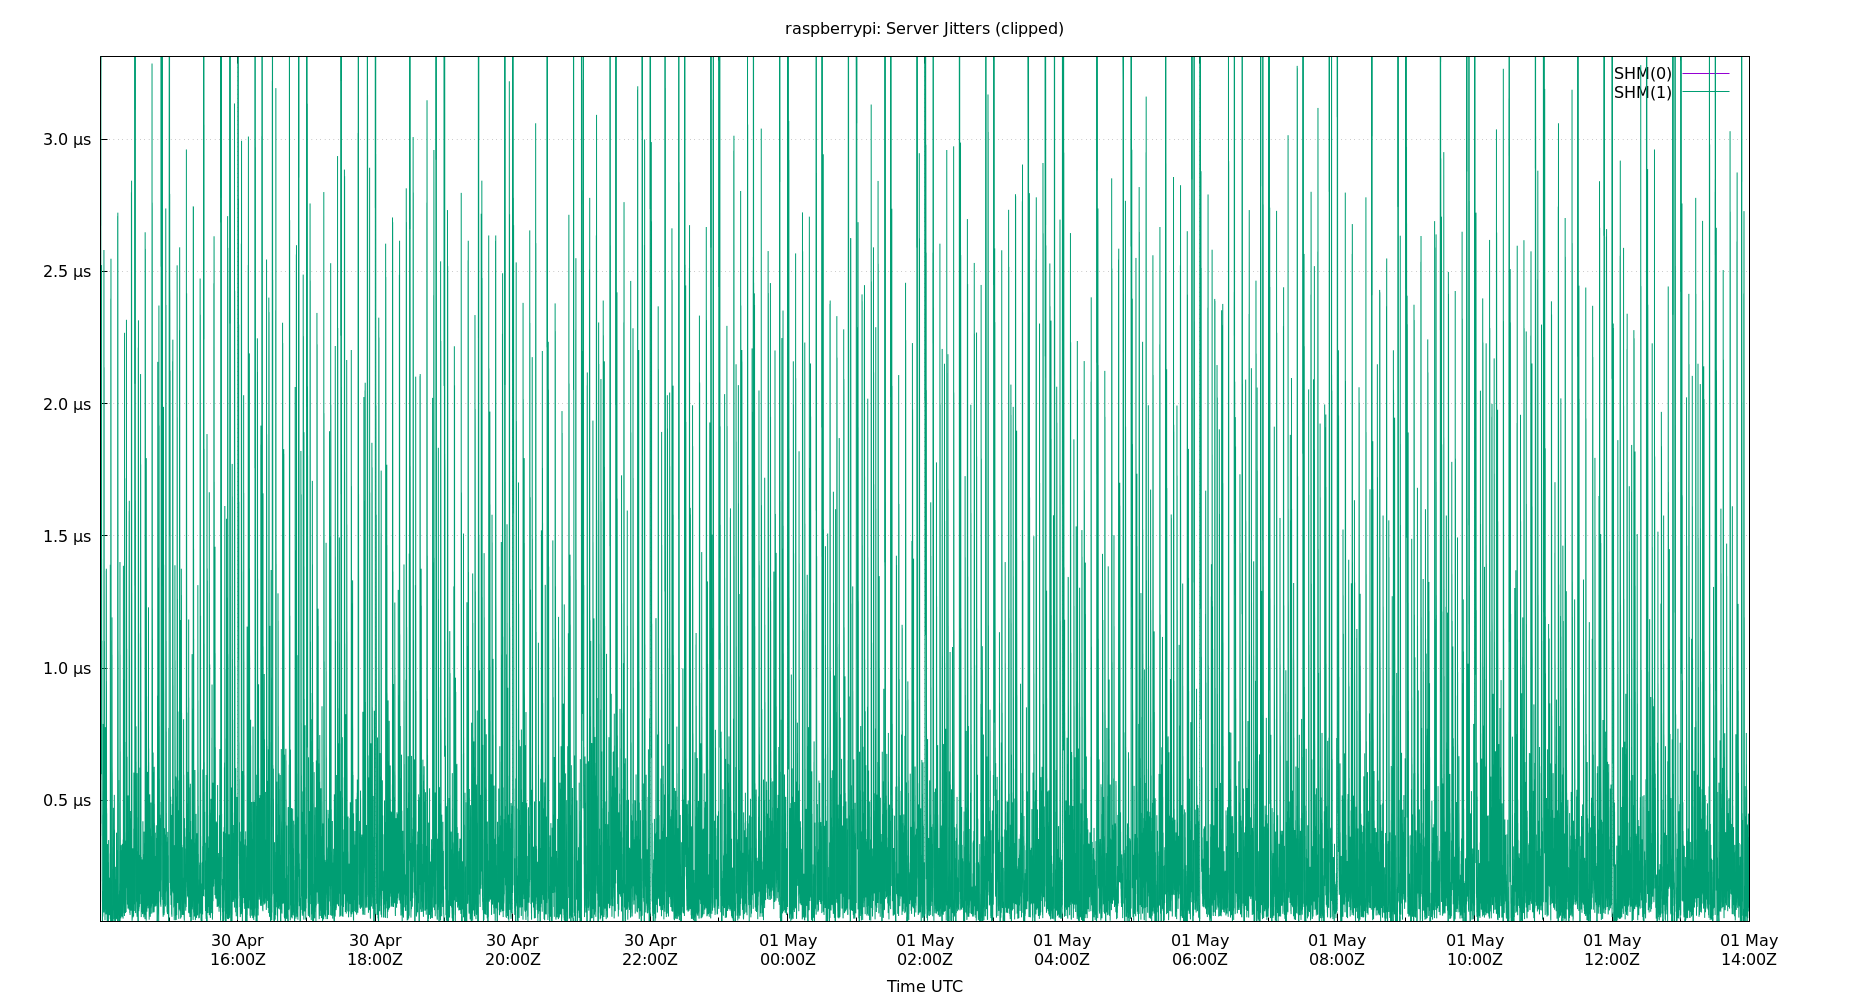 raspberrypi: Server Jitters (clipped)
SHM(0)
SHM(1)
3.0 µs
2.5 µs
2.0 µs
1.5 µs
1.0 µs
0.5 µs
30 Apr 30 Apr 30 Apr 30 Apr 01 May 01 May 01 May 01 May 01 May 01 May 01 May 01 May
16:00Z 18:00Z 20:00Z 22:00Z 00:00Z 02:00Z 04:00Z 06:00Z 08:00Z 10:00Z 12:00Z 14:00Z
Time UTC